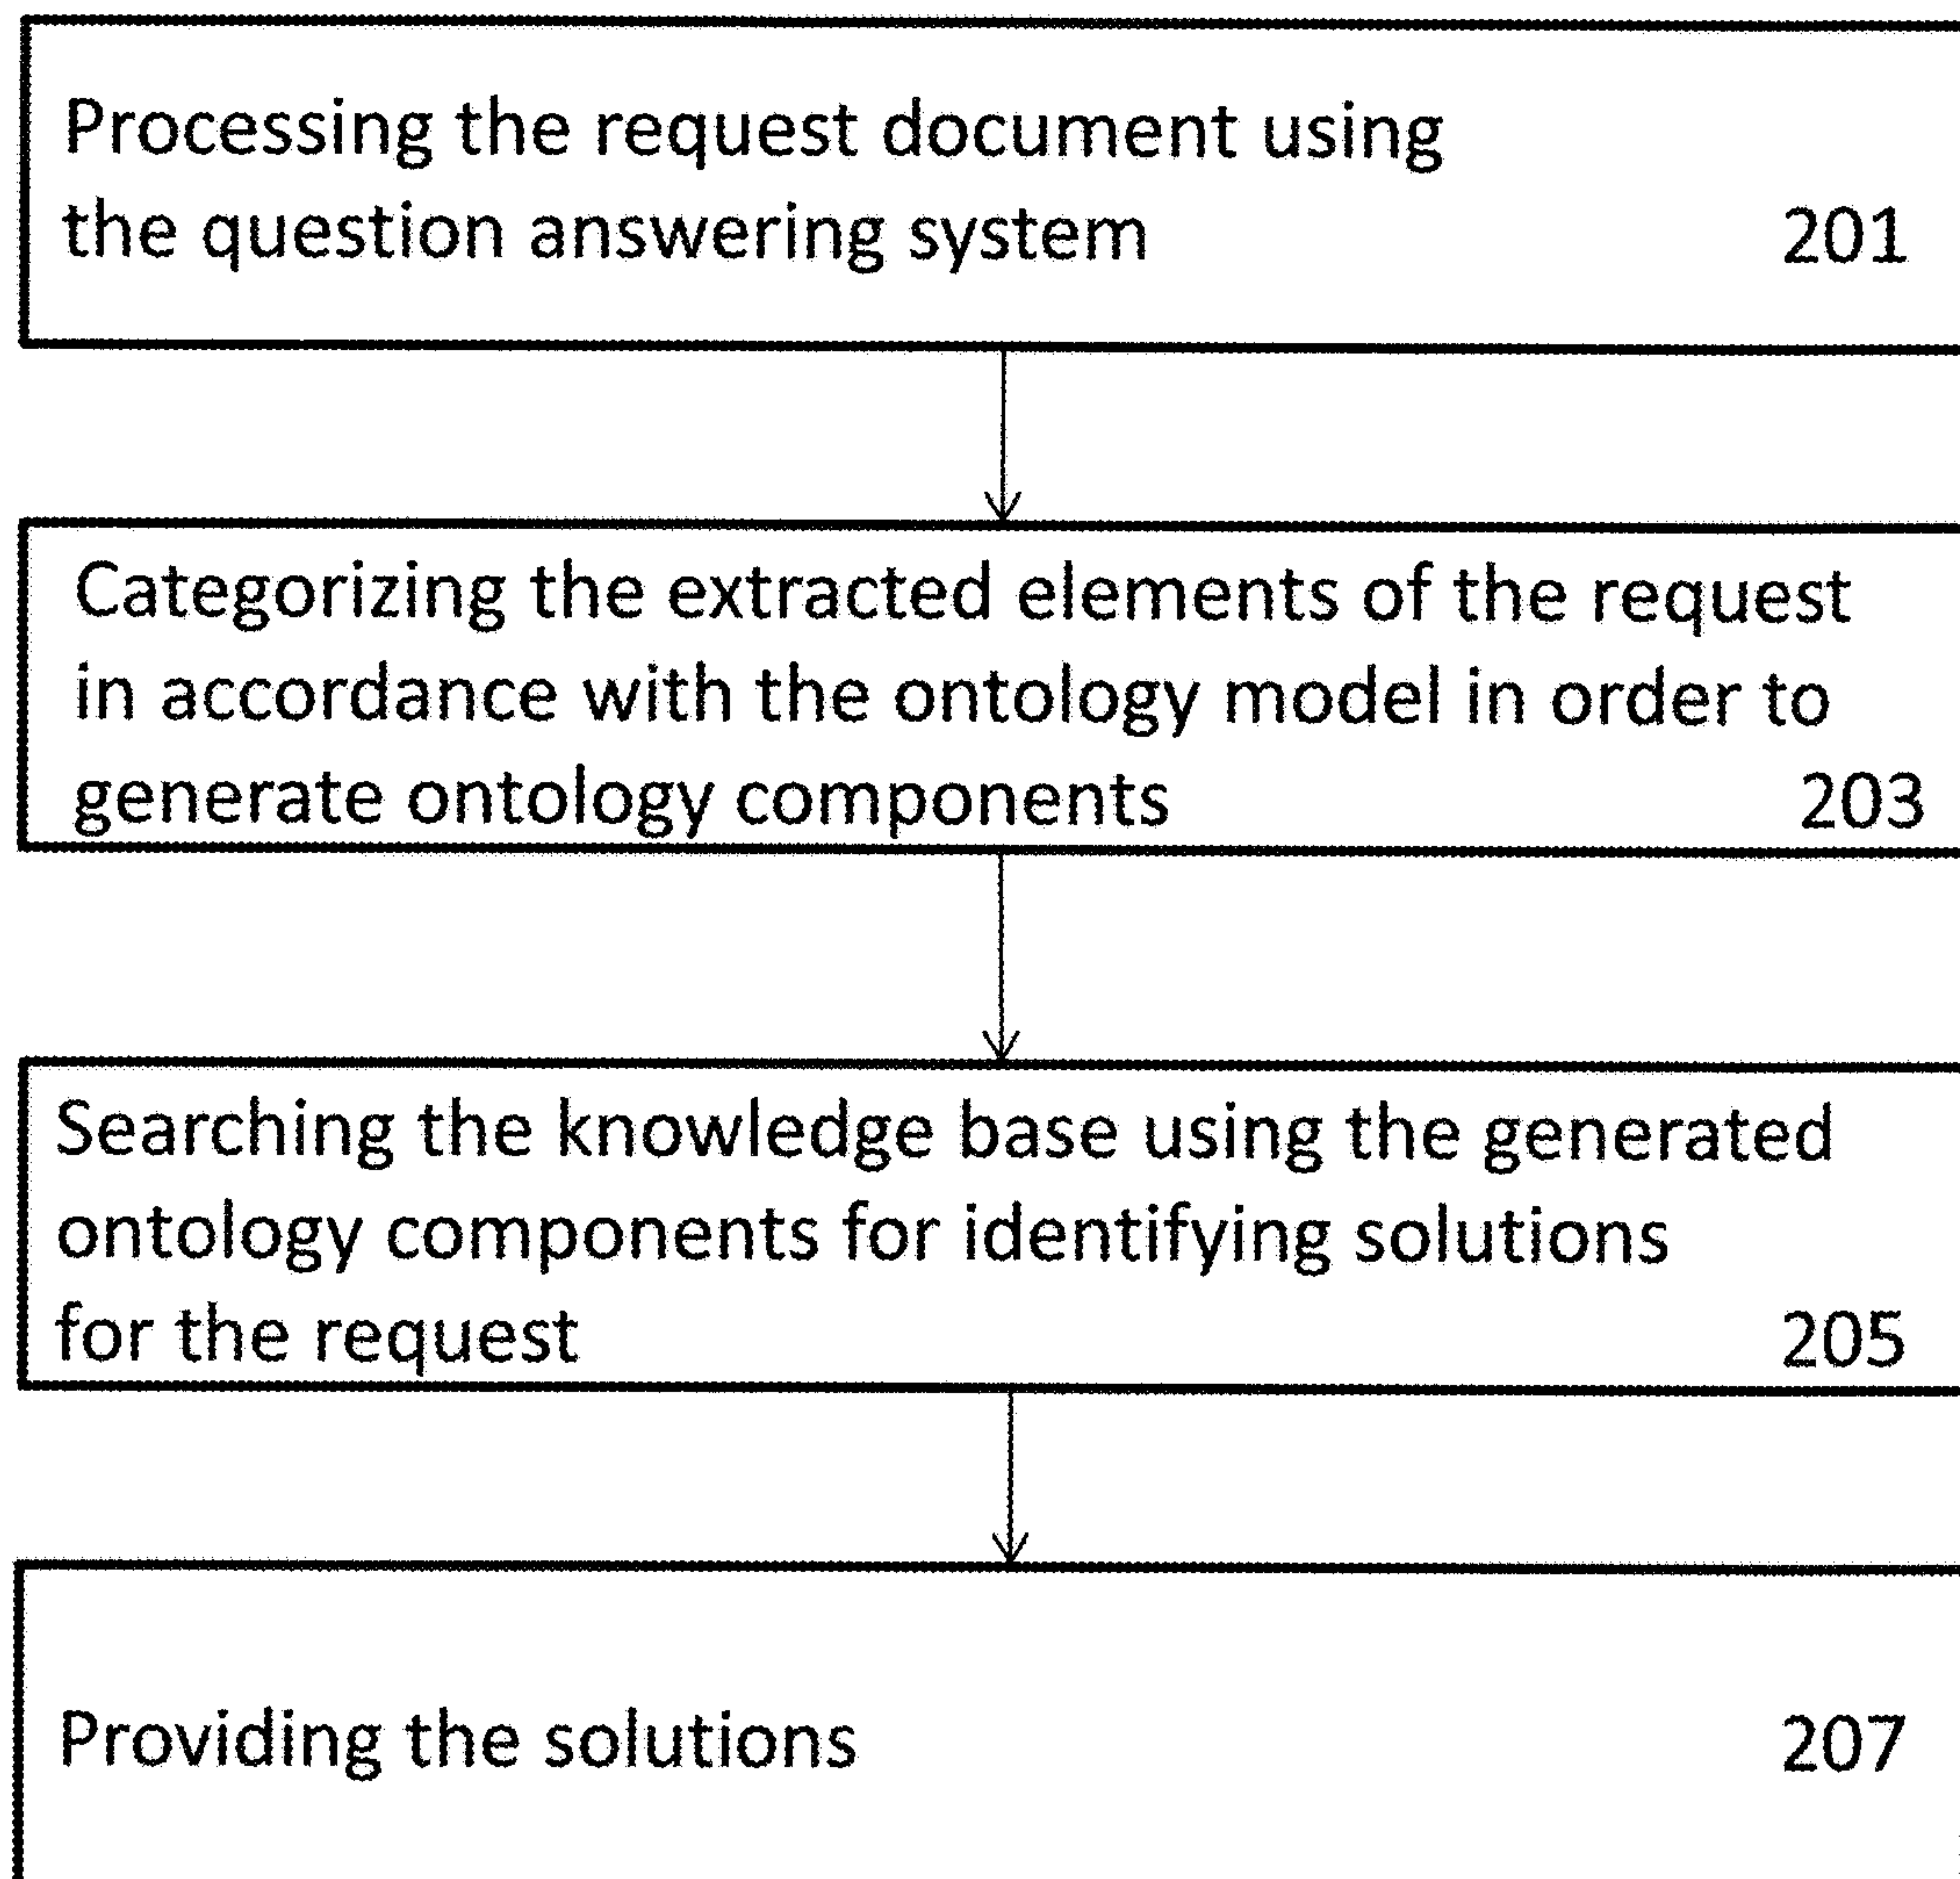 Processing the request document using
the question answering system 201
Categorizing the extracted elements of the request
in accordance with the ontology model in order to
generate ontology components 203
Searching the knowledge base using the generated
ontology components for identifying solutions
for the request 205
Providing the solutions 207